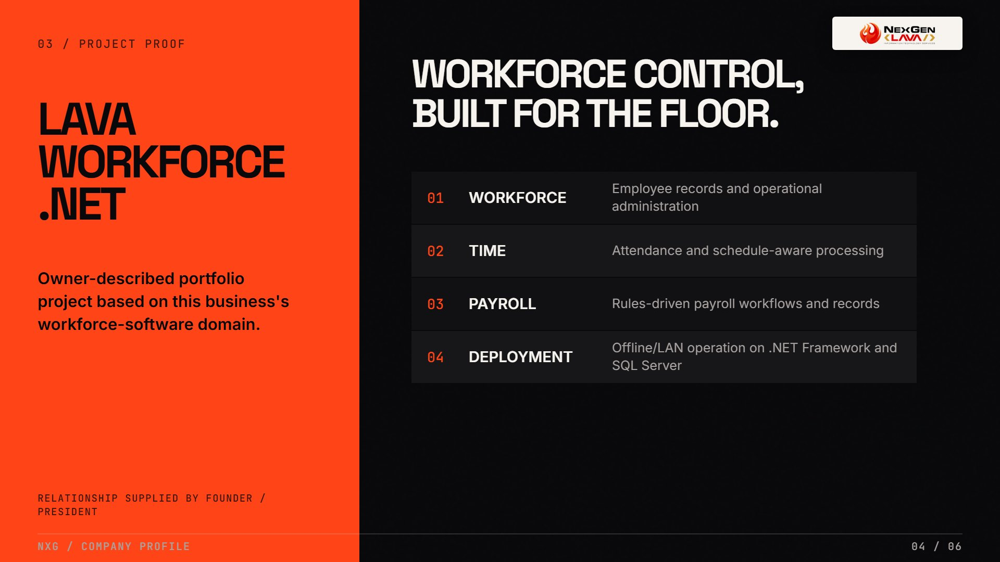 03 / PROJECT PROOF
LAVA
WORKFORCE
.NET
Owner-described portfolio
project based on this business's
workforce-software domain.
RELATIONSHIP SUPPLIED BY FOUNDER /
PRESIDENT
NEXGEN
<LAVA/>
INFORMATION TECHNOLOGY SERVICES
WORKFORCE CONTROL,
BUILT FOR THE FLOOR.
01 WORKFORCE Employee records and operational
administration
02 TIME Attendance and schedule-aware processing
03 PAYROLL Rules-driven payroll workflows and records
04 DEPLOYMENT Offline/LAN operation on .NET Framework and
SQL Server
NXG / COMPANY PROFILE
04 / 06